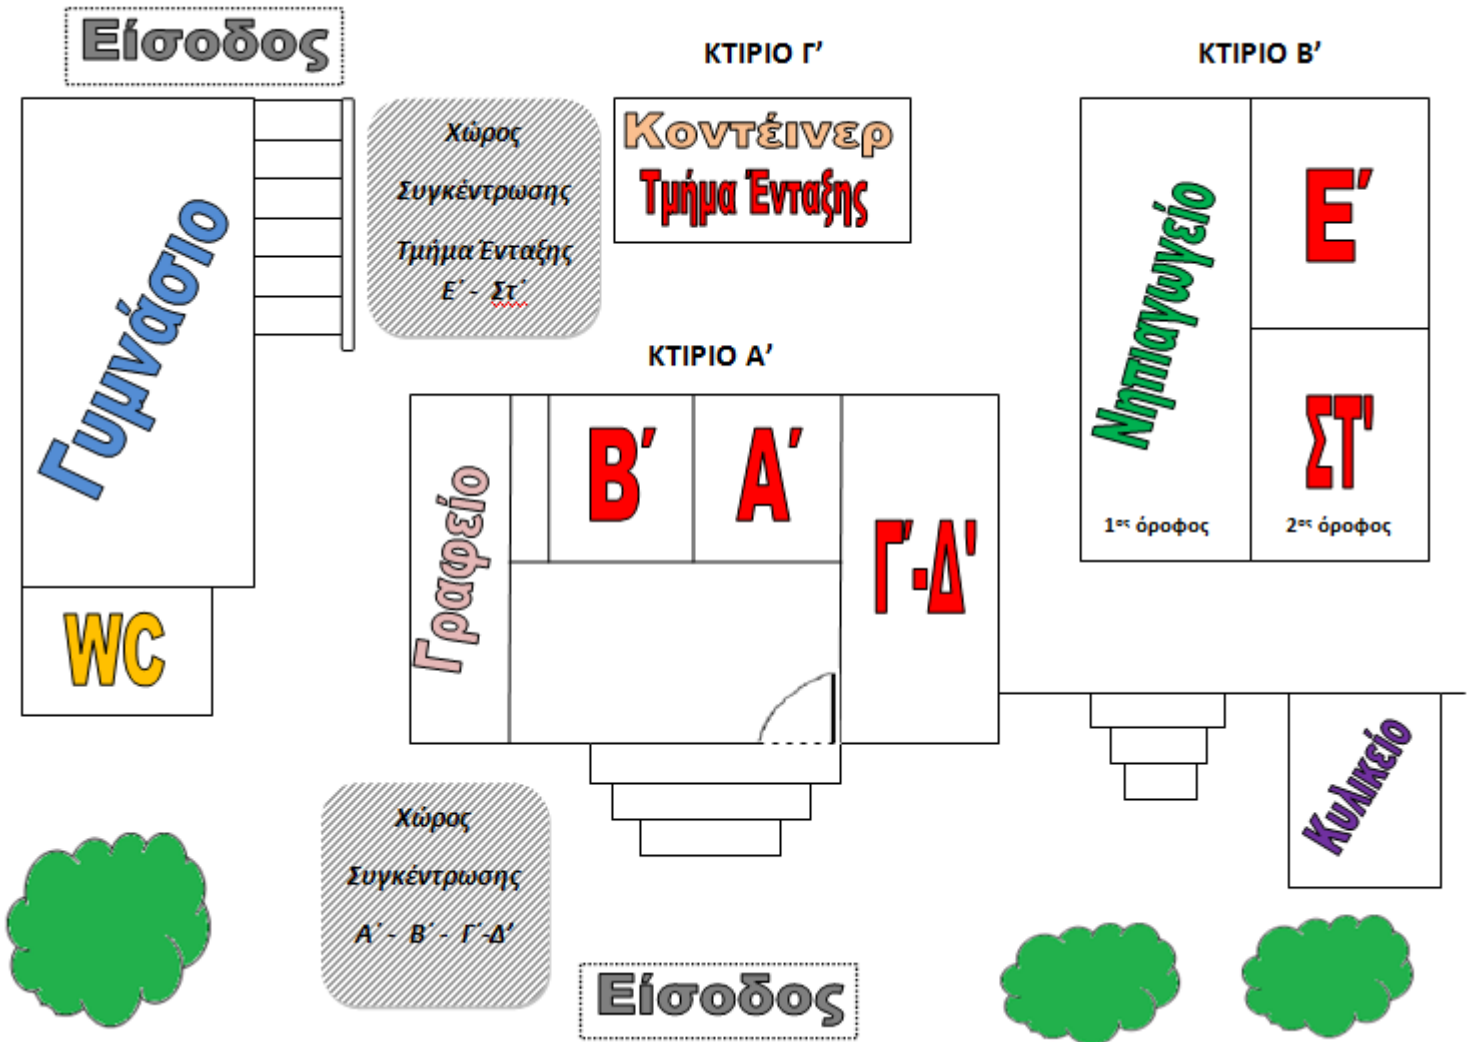 Είσοδος
ΚΤΙΡΙΟ Γ’
ΚΤΙΡΙΟ Β’
Γυμνάσιο
Χώρος
Συγκέντρωσης
Τμήμα Ένταξης
Ε΄ - Στ΄
Κοντέινερ
Τμήμα Ένταξης
Νηπιαγωγείο
1ος όροφος
Ε’
ΣΤ'
2ος όροφος
ΚΤΙΡΙΟ Α’
Γραφείο
Β’
Α’
Γ'-Δ'
WC
Κυλικείο
Χώρος
Συγκέντρωσης
Α΄ - Β΄ - Γ΄-Δ’
Είσοδος